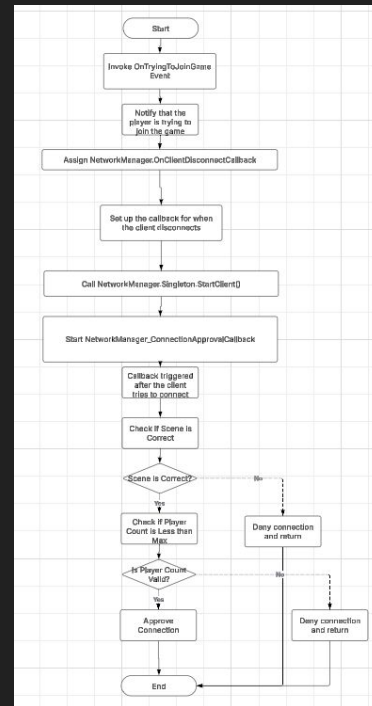 Start
Invoke OnTryingToJoinGame
Event
Notify that the
player is trying to
join the game
Assign NetworkManager.OnClientDisconnectCallback
Set up the callback for when
the client disconnects
Call NetworkManager.Singleton.StartClient()
Start NetworkManager_ConnectionApprovalCallback
Callback triggered
after the client
tries to connect
Check if Scene is
Correct
Scene is Correct?
No
Yes
Check if Player
Count is Less than
Max
Deny connection
and return
Is Player Count
Valid?
No
Yes
Approve
Connection
Deny connection
and return
End